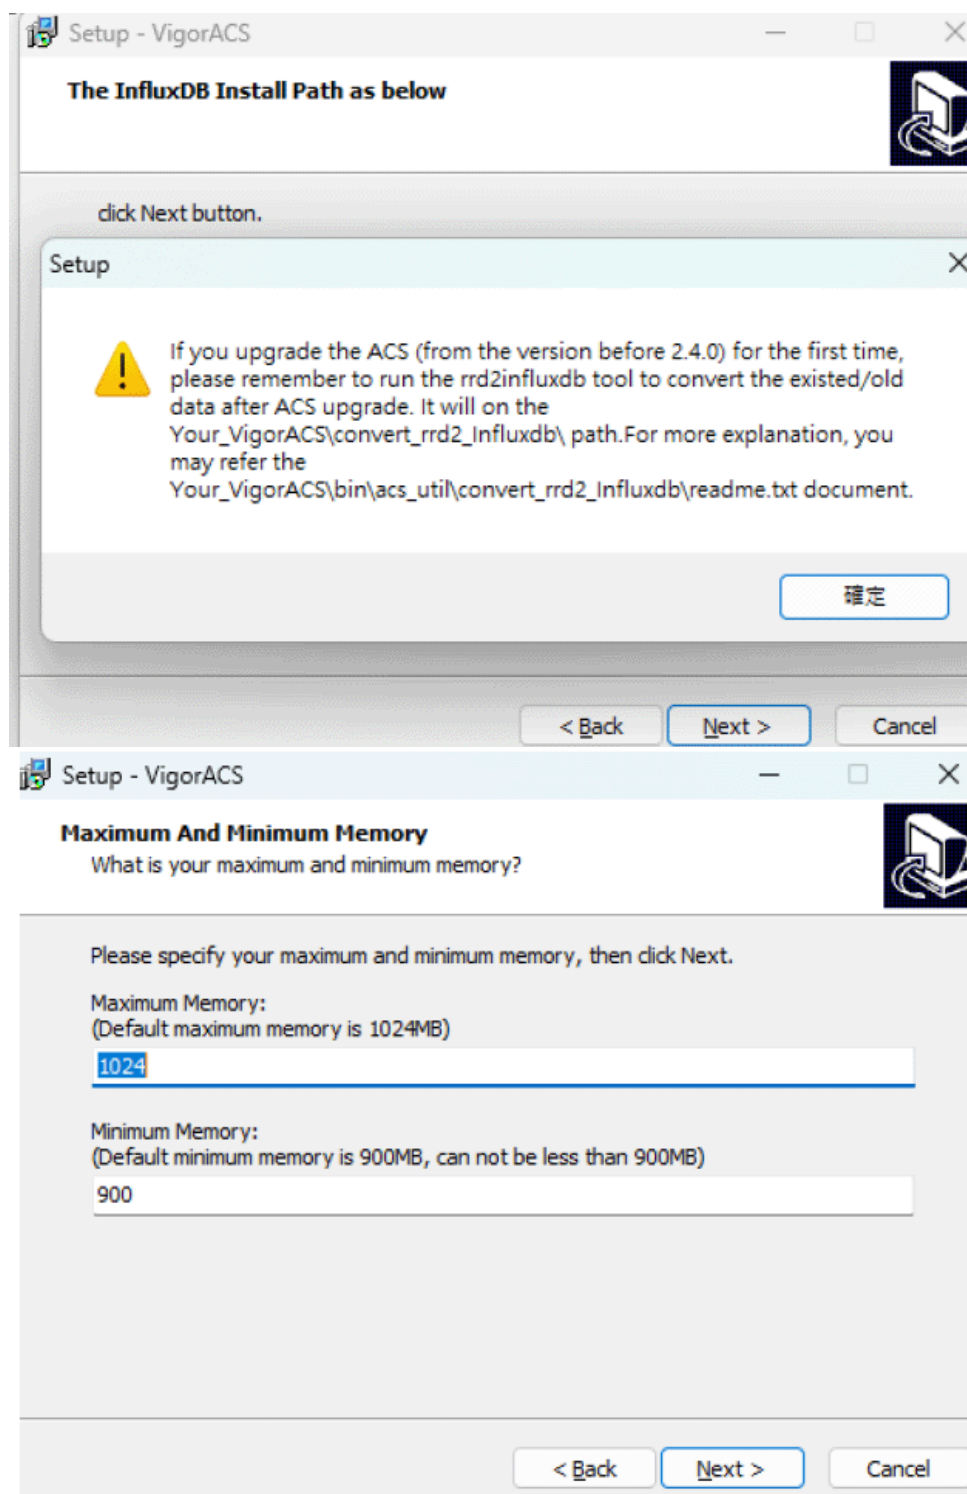 Setup - VigorACS
The InfluxDB Install Path as below
click Next button.
Setup
If you upgrade the ACS (from the version before 2.4.0) for the first time,
please remember to run the rrd2influxdb tool to convert the existed/old
data after ACS upgrade. It will on the
Your_VigorACS\convert_rrd2_Influxdb\ path.For more explanation, you
may refer the
Your_VigorACS\bin\acs_util\convert_rrd2_Influxdb\readme.txt document.
確定
< Back Next > Cancel
Setup - VigorACS
Maximum And Minimum Memory
What is your maximum and minimum memory?
Please specify your maximum and minimum memory, then click Next.
Maximum Memory:
(Default maximum memory is 1024MB)
1024
Minimum Memory:
(Default minimum memory is 900MB, can not be less than 900MB)
900
< Back Next > Cancel